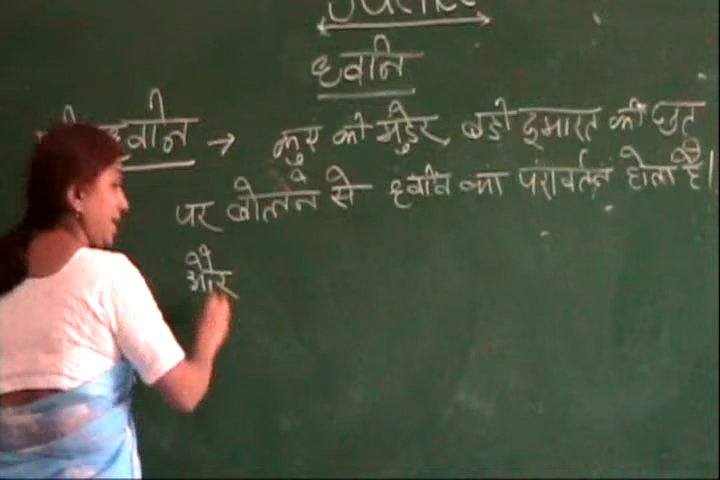 ध्वनि
ध्वनि → कुए की मुंडेर, बडी इमारत की छत
पर बोलने से ध्वनि का परावर्तन होता है।
और